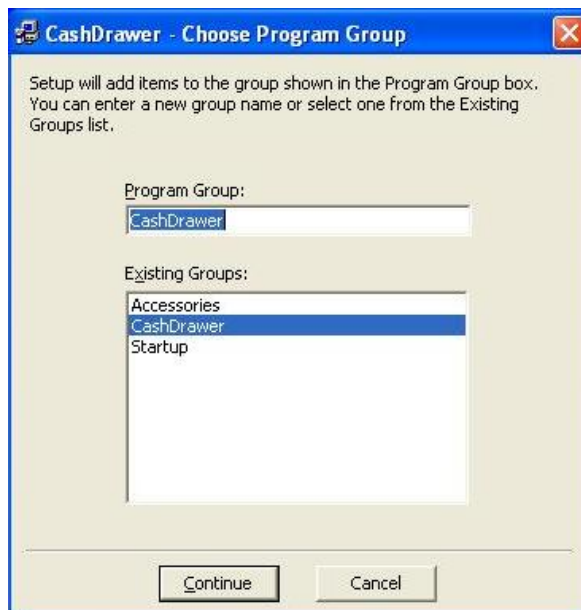 CashDrawer - Choose Program Group
Setup will add items to the group shown in the Program Group box.
You can enter a new group name or select one from the Existing
Groups list.
Program Group:
CashDrawer
Existing Groups:
Accessories
CashDrawer
Startup
Continue
Cancel